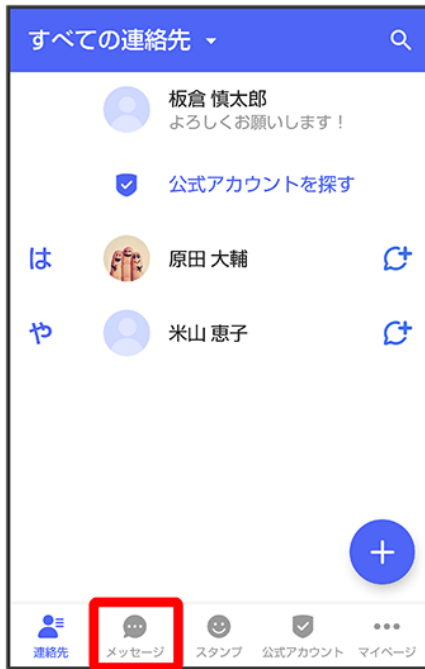 すべての連絡先
板倉 慎太郎
よろしくお願いします！
公式アカウントを探す
は
原田 大輔
や
米山 恵子
連絡先 メッセージ スタンプ 公式アカウント マイページ